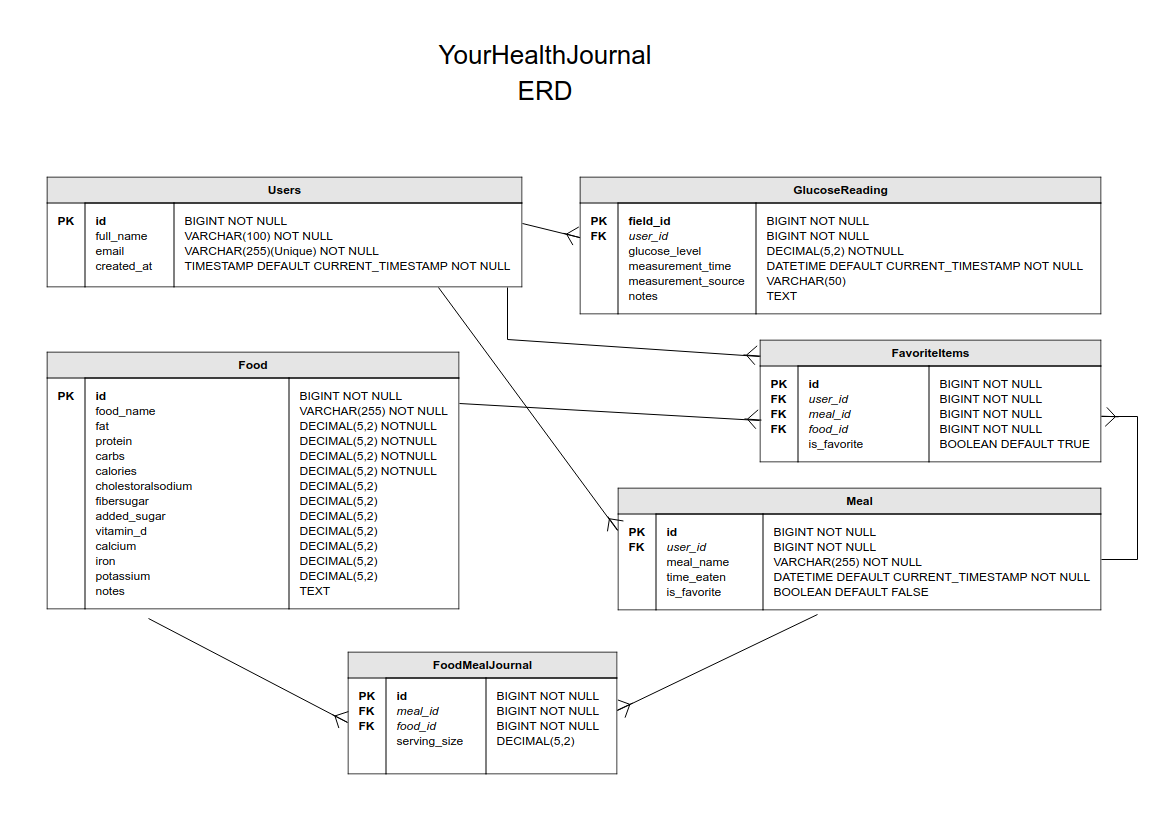 YourHealthJournal
ERD
Users
PK id BIGINT NOT NULL
full_name VARCHAR(100) NOT NULL
email VARCHAR(255)(Unique) NOT NULL
created_at TIMESTAMP DEFAULT CURRENT_TIMESTAMP NOT NULL
GlucoseReading
PK field_id BIGINT NOT NULL
FK user_id BIGINT NOT NULL
glucose_level DECIMAL(5,2) NOTNULL
measurement_time DATETIME DEFAULT CURRENT_TIMESTAMP NOT NULL
measurement_source VARCHAR(50)
notes TEXT
FavoriteItems
PK id BIGINT NOT NULL
FK user_id BIGINT NOT NULL
FK meal_id BIGINT NOT NULL
FK food_id BIGINT NOT NULL
is_favorite BOOLEAN DEFAULT TRUE
Food
PK id BIGINT NOT NULL
food_name VARCHAR(255) NOT NULL
fat DECIMAL(5,2) NOTNULL
protein DECIMAL(5,2) NOTNULL
carbs DECIMAL(5,2) NOTNULL
calories DECIMAL(5,2) NOTNULL
cholestoralsodium DECIMAL(5,2)
fibersugar DECIMAL(5,2)
added_sugar DECIMAL(5,2)
vitamin_d DECIMAL(5,2)
calcium DECIMAL(5,2)
iron DECIMAL(5,2)
potassium DECIMAL(5,2)
notes TEXT
Meal
PK id BIGINT NOT NULL
FK user_id BIGINT NOT NULL
meal_name VARCHAR(255) NOT NULL
time_eaten DATETIME DEFAULT CURRENT_TIMESTAMP NOT NULL
is_favorite BOOLEAN DEFAULT FALSE
FoodMealJournal
PK id BIGINT NOT NULL
FK meal_id BIGINT NOT NULL
FK food_id BIGINT NOT NULL
serving_size DECIMAL(5,2)